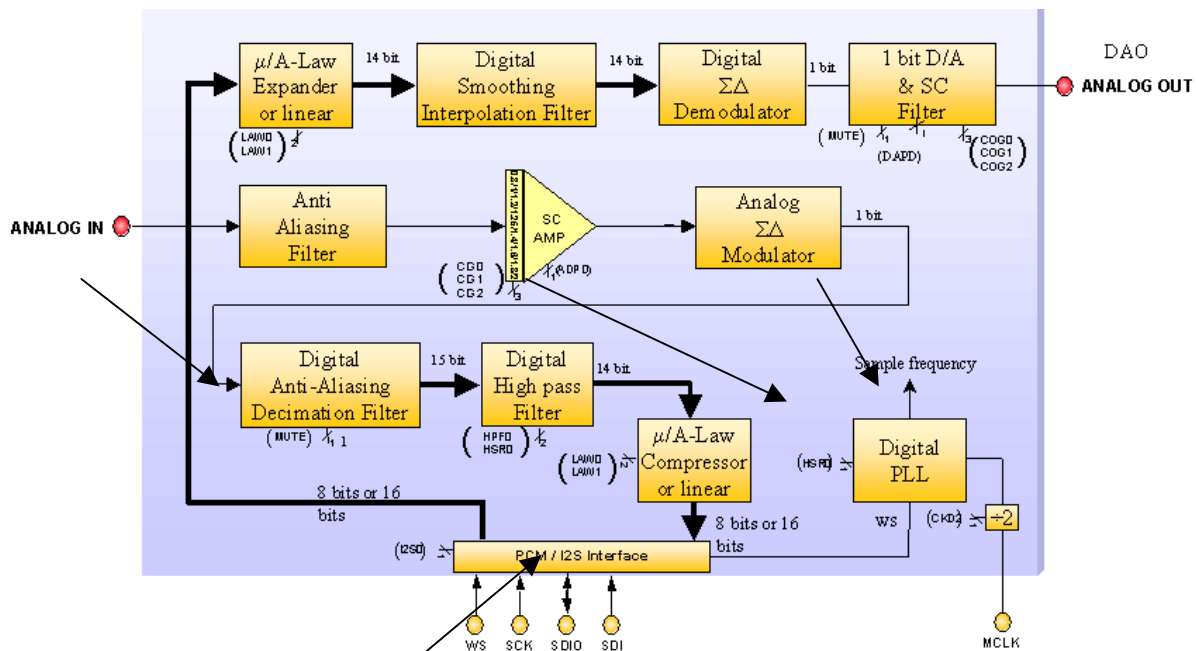 μ/A-Law
Expander
or linear
14 bit
Digital
Smoothing
Interpolation Filter
14 bit
Digital
ΣΔ
Demodulator
1 bit
1 bit D/A
& SC
Filter
DAO
ANALOG OUT
(LAW0
LAW1)
2
(MUTE)
1
1
(DAPD)
3
(COG0
COG1
COG2)
ANALOG IN
Anti
Aliasing
Filter
SC
AMP
(CG0
CG1
CG2)
3
1
(ADPD)
Analog
ΣΔ
Modulator
1 bit
Digital
Anti-Aliasing
Decimation Filter
15 bit
Digital
High pass
Filter
14 bit
(MUTE)
1 1
(HPF0
HSR0)
2
(LAW0
LAW1)
2
μ/A-Law
Compressor
or linear
Sample frequency
Digital
PLL
(HSR0)
1
WS
(CKD2)
1
÷2
8 bits or 16
bits
8 bits or 16
bits
(I2S0)
1
PCM / I2S Interface
WS
SCK
SDIO
SDI
MCLK